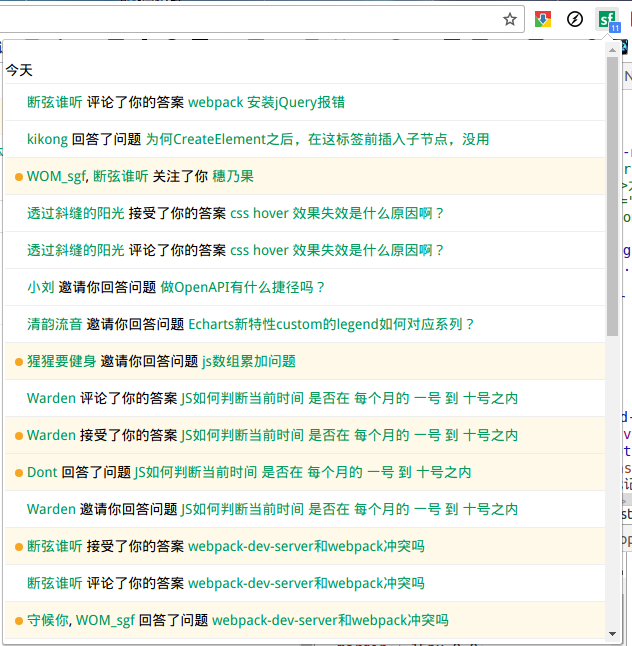 sf
11
今天
断弦谁听 评论了你的答案 webpack 安装jQuery报错
kikong 回答了问题 为何CreateElement之后，在这标签前插入子节点，没用
WOM_sgf, 断弦谁听 关注了你 穗乃果
透过斜缝的阳光 接受了你的答案 css hover 效果失效是什么原因啊？
透过斜缝的阳光 评论了你的答案 css hover 效果失效是什么原因啊？
小刘 邀请你回答问题 做OpenAPI有什么捷径吗？
清韵流音 邀请你回答问题 Echarts新特性custom的legend如何对应系列？
猩猩要健身 邀请你回答问题 js数组累加问题
Warden 评论了你的答案 JS如何判断当前时间 是否在 每个月的 一号 到 十号之内
Warden 接受了你的答案 JS如何判断当前时间 是否在 每个月的 一号 到 十号之内
Dont 回答了问题 JS如何判断当前时间 是否在 每个月的 一号 到 十号之内
Warden 邀请你回答问题 JS如何判断当前时间 是否在 每个月的 一号 到 十号之内
断弦谁听 接受了你的答案 webpack-dev-server和webpack冲突吗
断弦谁听 评论了你的答案 webpack-dev-server和webpack冲突吗
守候你, WOM_sgf 回答了问题 webpack-dev-server和webpack冲突吗